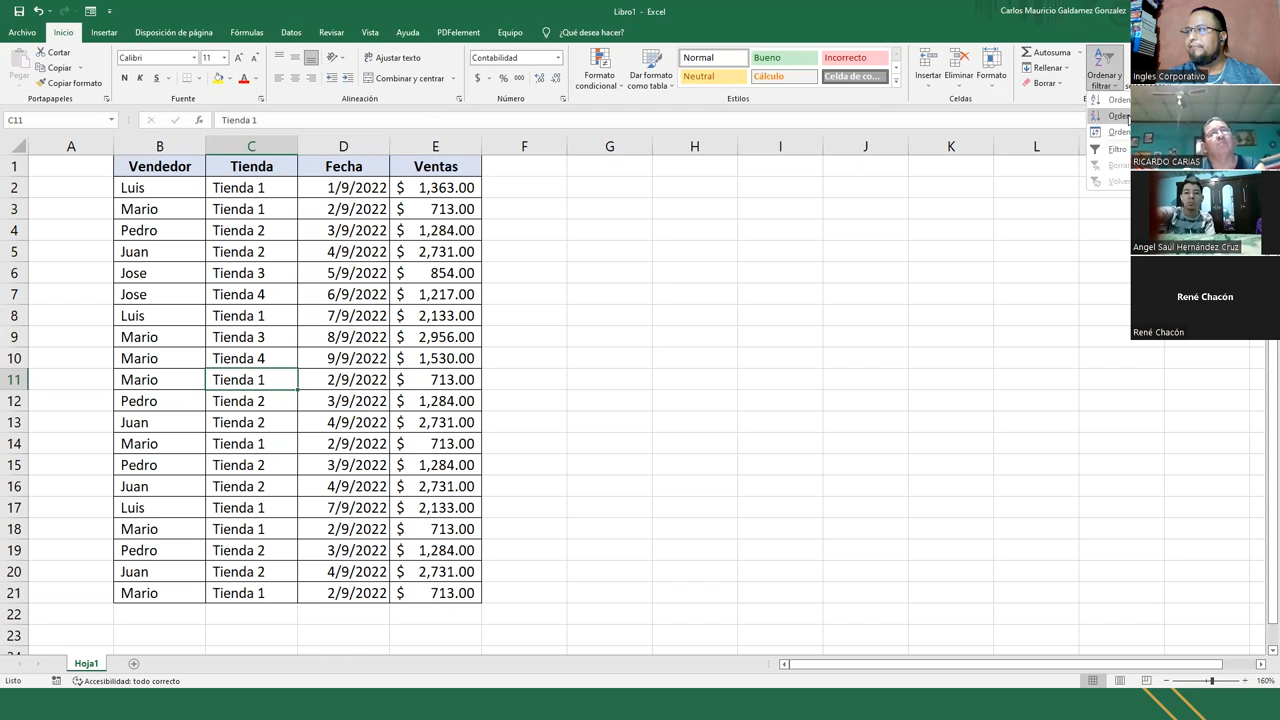 Libro1 - Excel
Carlos Mauricio Galdamez Gonzalez
Archivo Inicio Insertar Disposición de página Fórmulas Datos Revisar Vista Ayuda PDFelement Equipo ¿Qué desea hacer?
Pegar
Cortar
Copiar
Copiar formato
Portapapeles
Calibri 11
N K S
Fuente
Ajustar texto
Combinar y centrar
Alineación
Contabilidad
$ % 000
Número
Formato condicional
Dar formato como tabla
Normal Bueno Incorrecto
Neutral Cálculo Celda de co...
Estilos
Insertar Eliminar Formato
Celdas
Autosuma
Rellenar
Borrar
Ordenar y filtrar
Orden
Orde
Orden
Filtro
Borrar
Volve
Ingles Corporativo
RICARDO CARIAS
Angel Saúl Hernández Cruz
René Chacón
René Chacón
C11 fx Tienda 1
A B C D E F G H I J K L
1 Vendedor Tienda Fecha Ventas
2 Luis Tienda 1 1/9/2022 $ 1,363.00
3 Mario Tienda 1 2/9/2022 $ 713.00
4 Pedro Tienda 2 3/9/2022 $ 1,284.00
5 Juan Tienda 2 4/9/2022 $ 2,731.00
6 Jose Tienda 3 5/9/2022 $ 854.00
7 Jose Tienda 4 6/9/2022 $ 1,217.00
8 Luis Tienda 1 7/9/2022 $ 2,133.00
9 Mario Tienda 3 8/9/2022 $ 2,956.00
10 Mario Tienda 4 9/9/2022 $ 1,530.00
11 Mario Tienda 1 2/9/2022 $ 713.00
12 Pedro Tienda 2 3/9/2022 $ 1,284.00
13 Juan Tienda 2 4/9/2022 $ 2,731.00
14 Mario Tienda 1 2/9/2022 $ 713.00
15 Pedro Tienda 2 3/9/2022 $ 1,284.00
16 Juan Tienda 2 4/9/2022 $ 2,731.00
17 Luis Tienda 1 7/9/2022 $ 2,133.00
18 Mario Tienda 1 2/9/2022 $ 713.00
19 Pedro Tienda 2 3/9/2022 $ 1,284.00
20 Juan Tienda 2 4/9/2022 $ 2,731.00
21 Mario Tienda 1 2/9/2022 $ 713.00
22
23
Hoja1
Listo Accesibilidad: todo correcto 160%